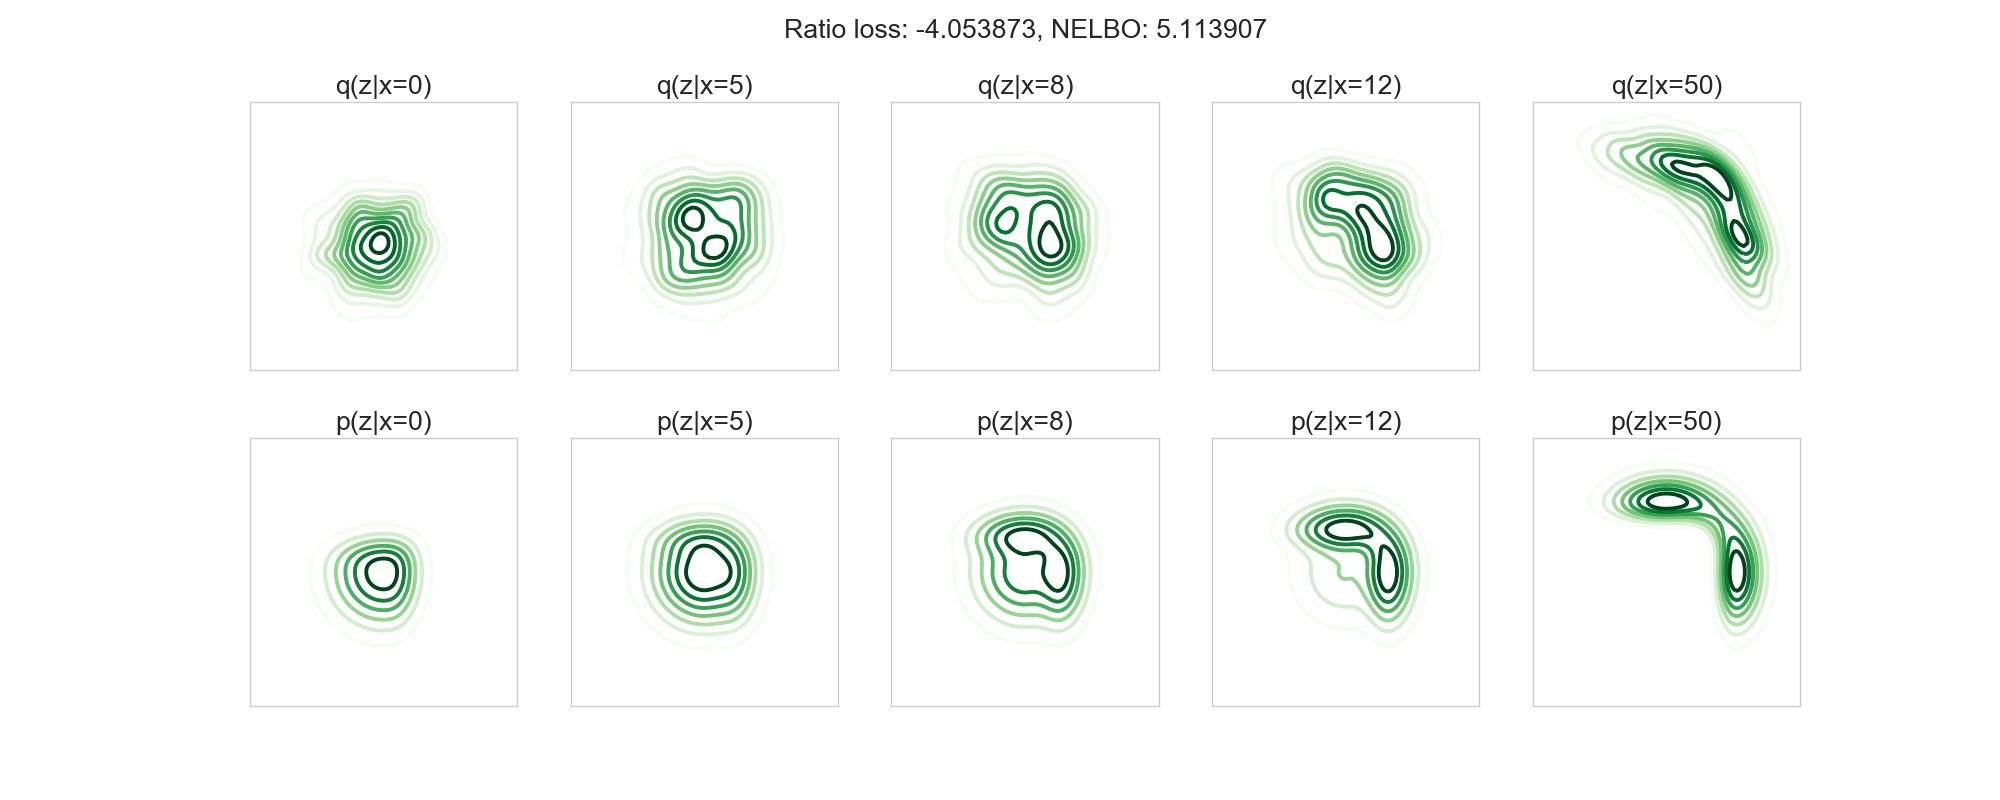 Ratio loss: -4.053873, NELBO: 5.113907
q(z|x=0) q(z|x=5) q(z|x=8) q(z|x=12) q(z|x=50)
p(z|x=0) p(z|x=5) p(z|x=8) p(z|x=12) p(z|x=50)